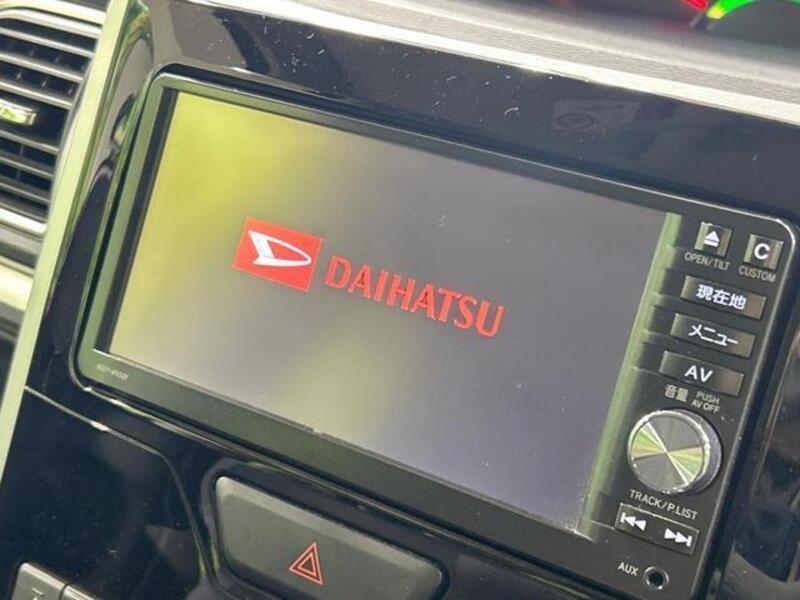 DAIHATSU
OPEN/TILT
C
CUSTOM
現在地
メニュー
AV
音量 PUSH
AV OFF
TRACK/P.LIST
AUX